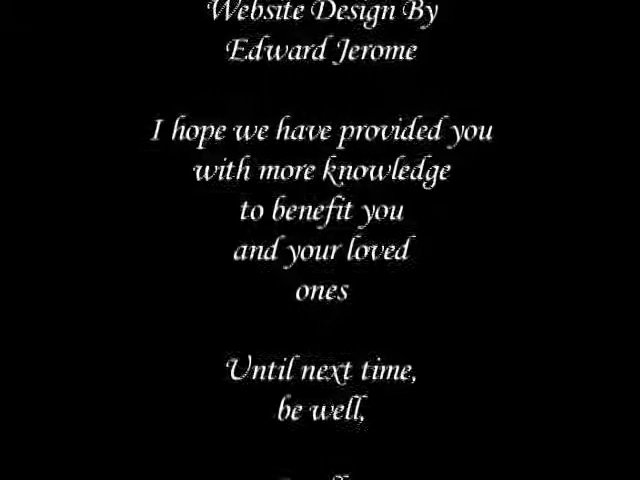 Website Design By
Edward Jerome
I hope we have provided you
with more knowledge
to benefit you
and your loved
ones
Until next time,
be well,